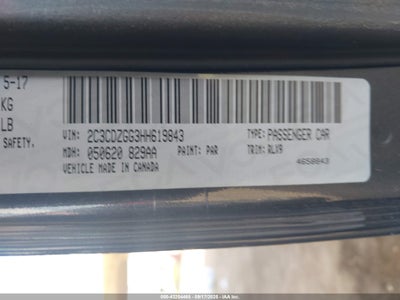 5-17
KG
LB
SAFETY.
VIN: 2C3CDZGG3HH619843
TYPE: PASSENGER CAR
MDH: 050620 829AA
PAINT: PAR
TRIM: RLX9
VEHICLE MADE IN CANADA
4658843